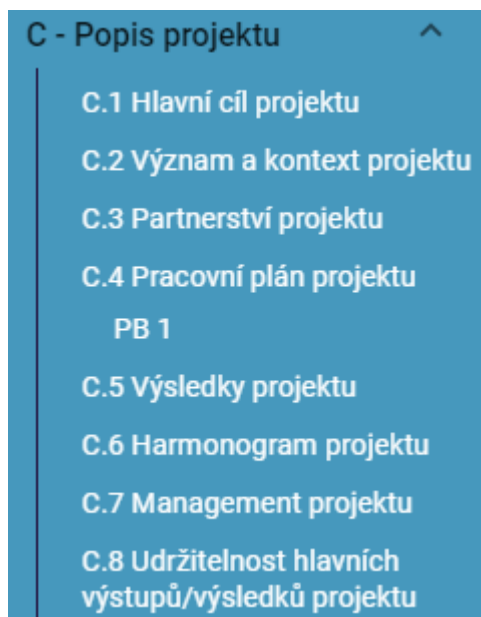 C - Popis projektu
C.1 Hlavní cíl projektu
C.2 Význam a kontext projektu
C.3 Partnerství projektu
C.4 Pracovní plán projektu
PB 1
C.5 Výsledky projektu
C.6 Harmonogram projektu
C.7 Management projektu
C.8 Udržitelnost hlavních
výstupů/výsledků projektu